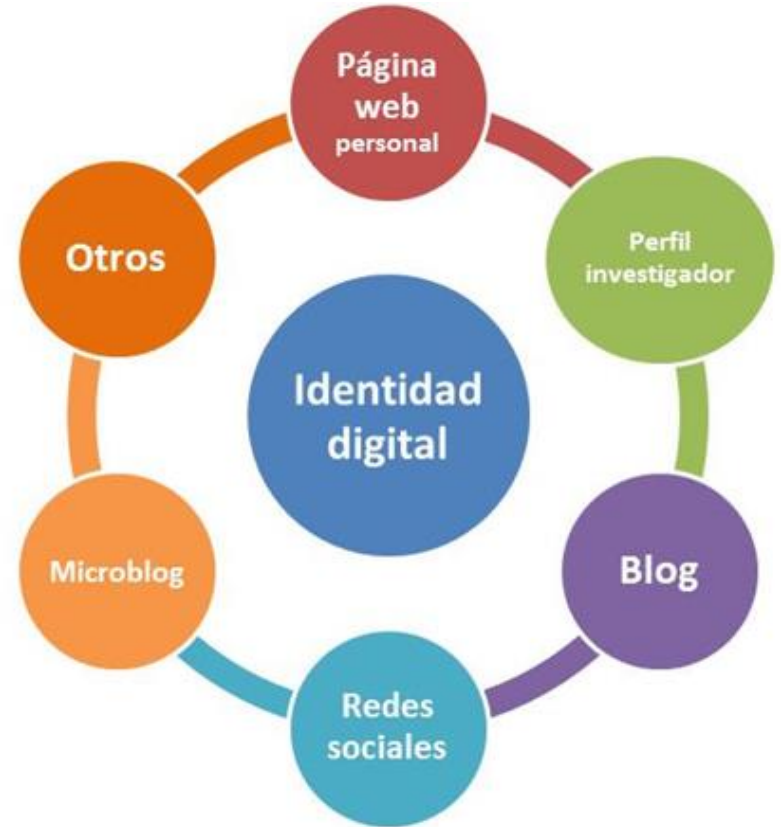 Página
web
personal
Perfil
investigador
Blog
Redes
sociales
Microblog
Otros
Identidad
digital